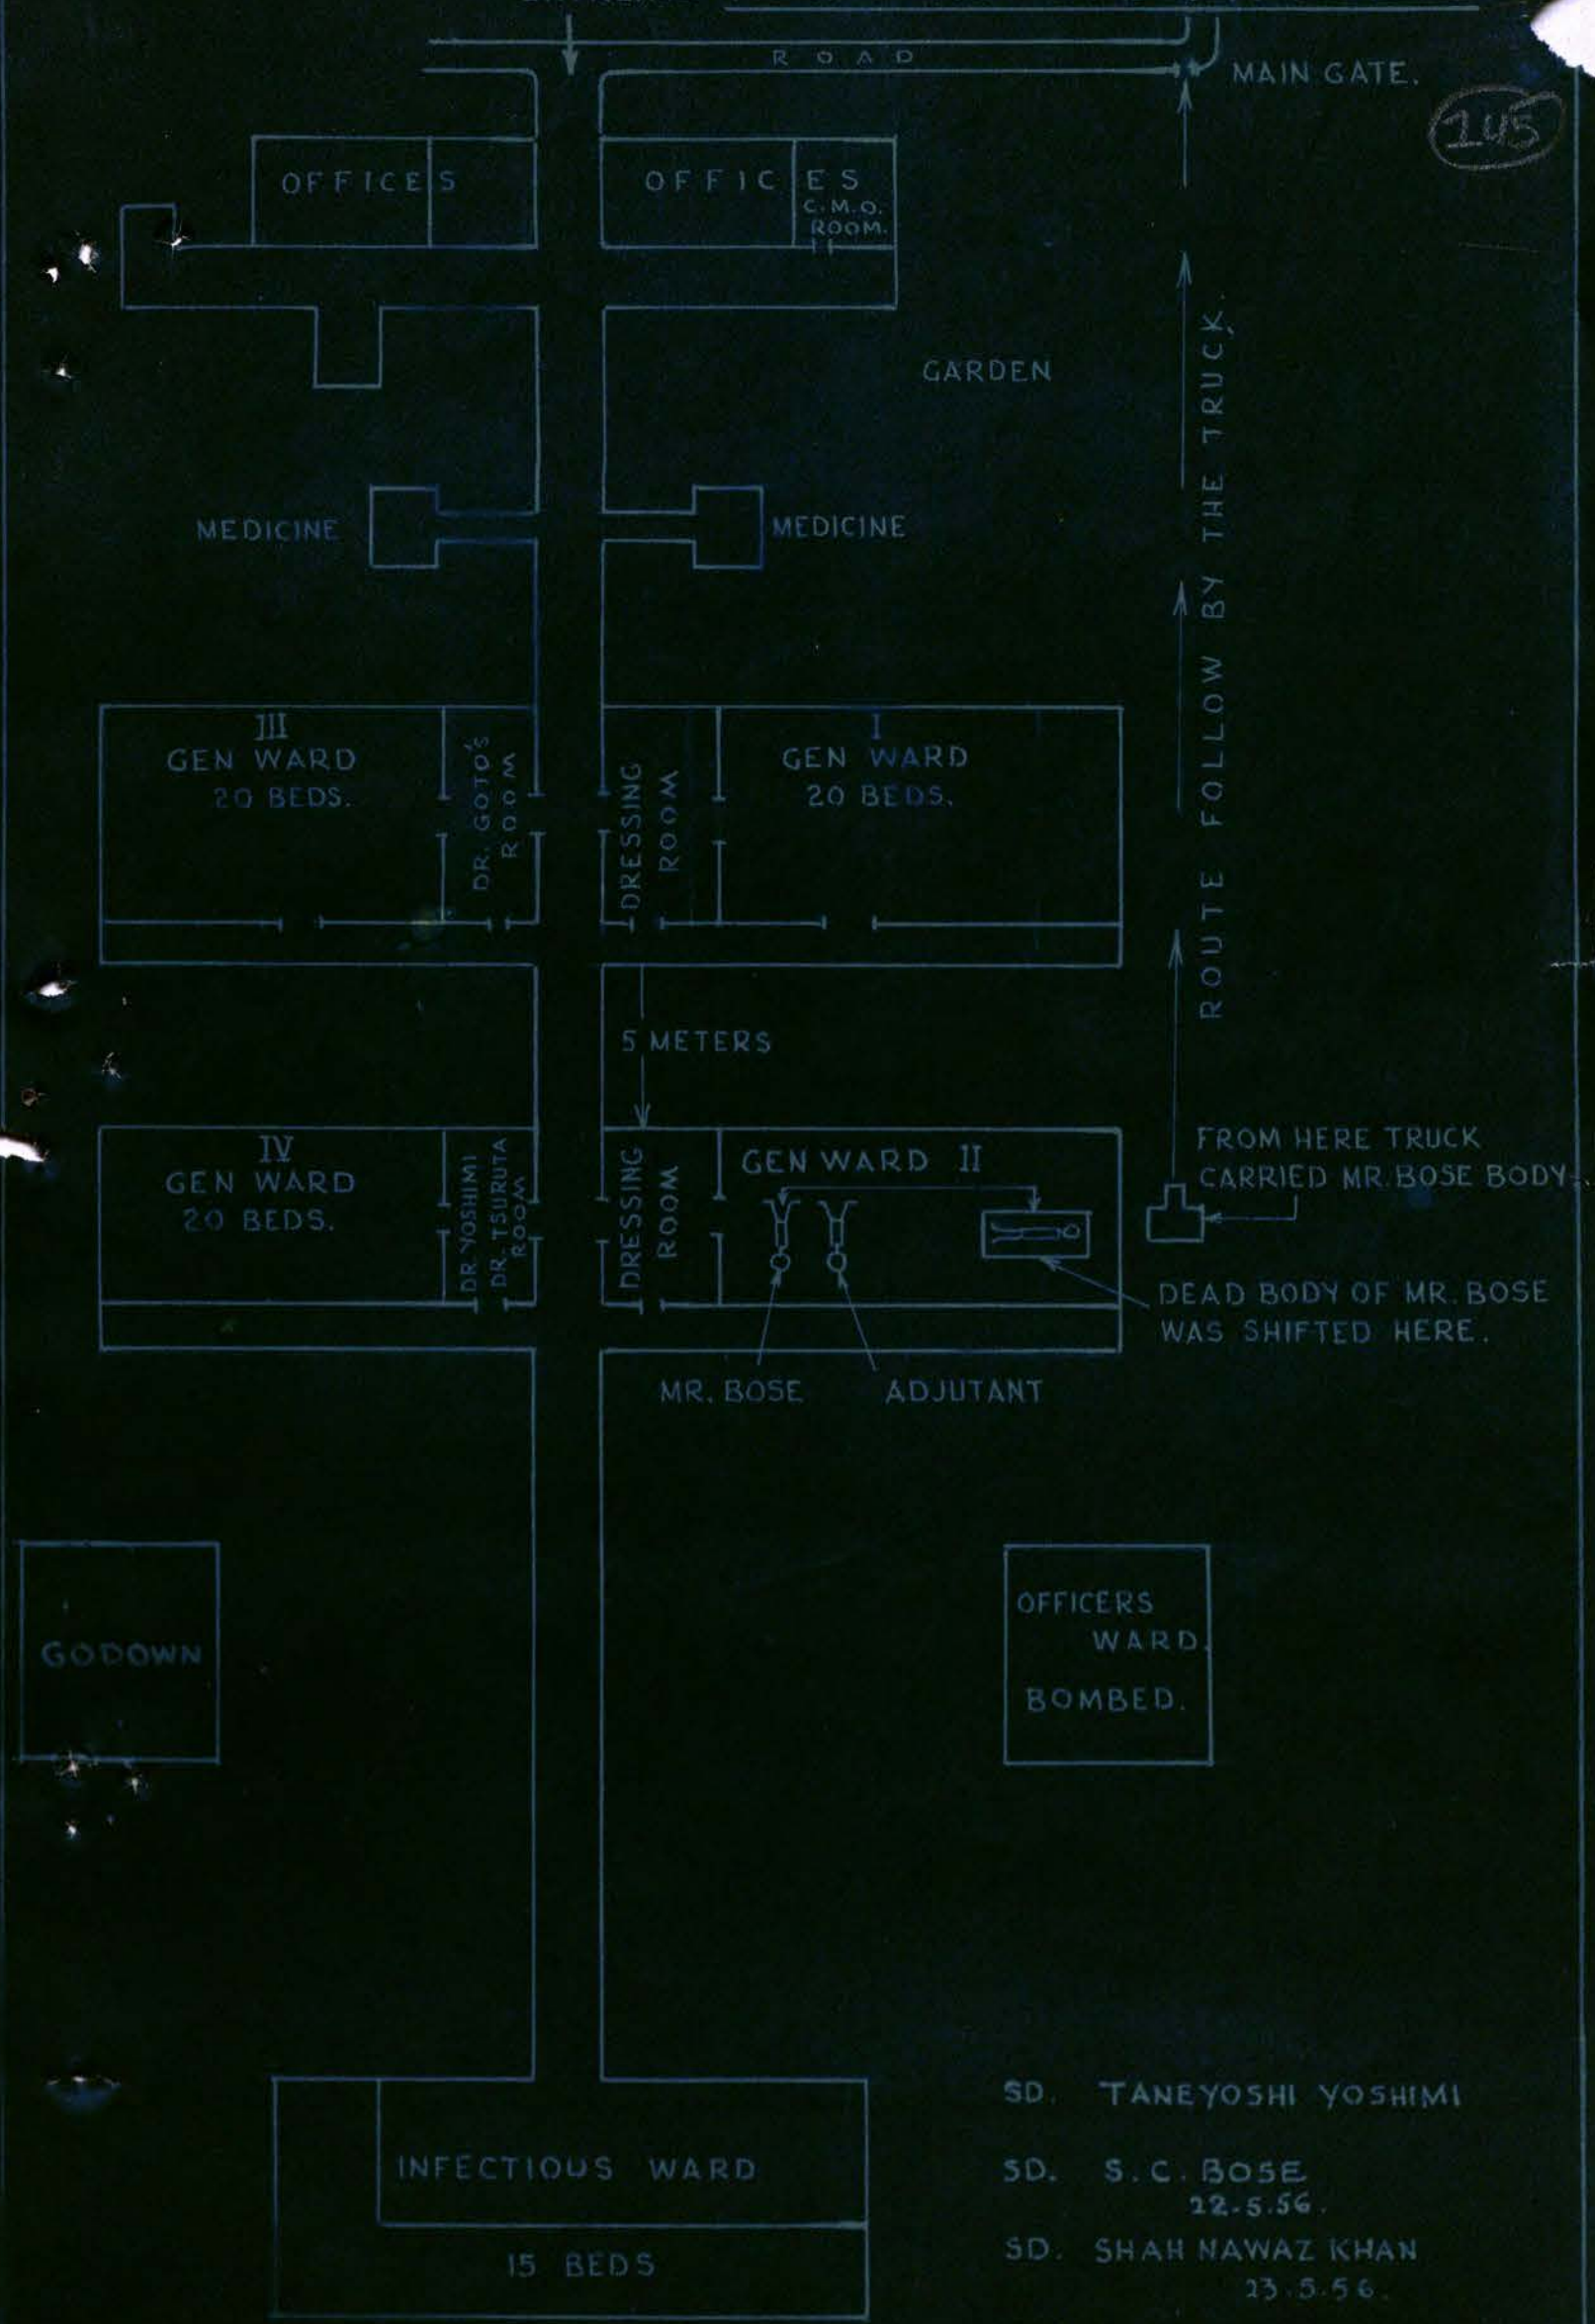 ROAD
MAIN GATE.
145
OFFICES
OFFICES
C.M.O.
ROOM.
GARDEN
ROUTE FOLLOW BY THE TRUCK.
MEDICINE
MEDICINE
III
GEN WARD
20 BEDS.
DR. GOTO'S
ROOM
DRESSING
ROOM
I
GEN WARD
20 BEDS.
5 METERS
IV
GEN WARD
20 BEDS.
DR. YOSHIMI
DR. TSURUTA
ROOM
DRESSING
ROOM
GEN WARD II
FROM HERE TRUCK
CARRIED MR. BOSE BODY.
DEAD BODY OF MR. BOSE
WAS SHIFTED HERE.
MR. BOSE
ADJUTANT
GODOWN
OFFICERS
WARD.
BOMBED.
INFECTIOUS WARD
15 BEDS
SD. TANEYOSHI YOSHIMI
SD. S. C. BOSE
22.5.56.
SD. SHAH NAWAZ KHAN
23.5.56.